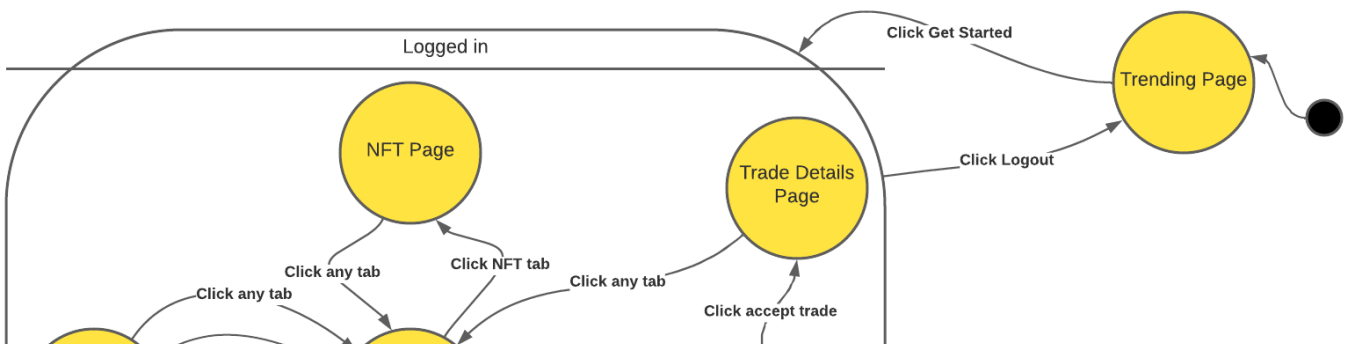 Logged in
Click Get Started
Trending Page
NFT Page
Click Logout
Trade Details
Page
Click any tab
Click NFT tab
Click any tab
Click any tab
Click accept trade